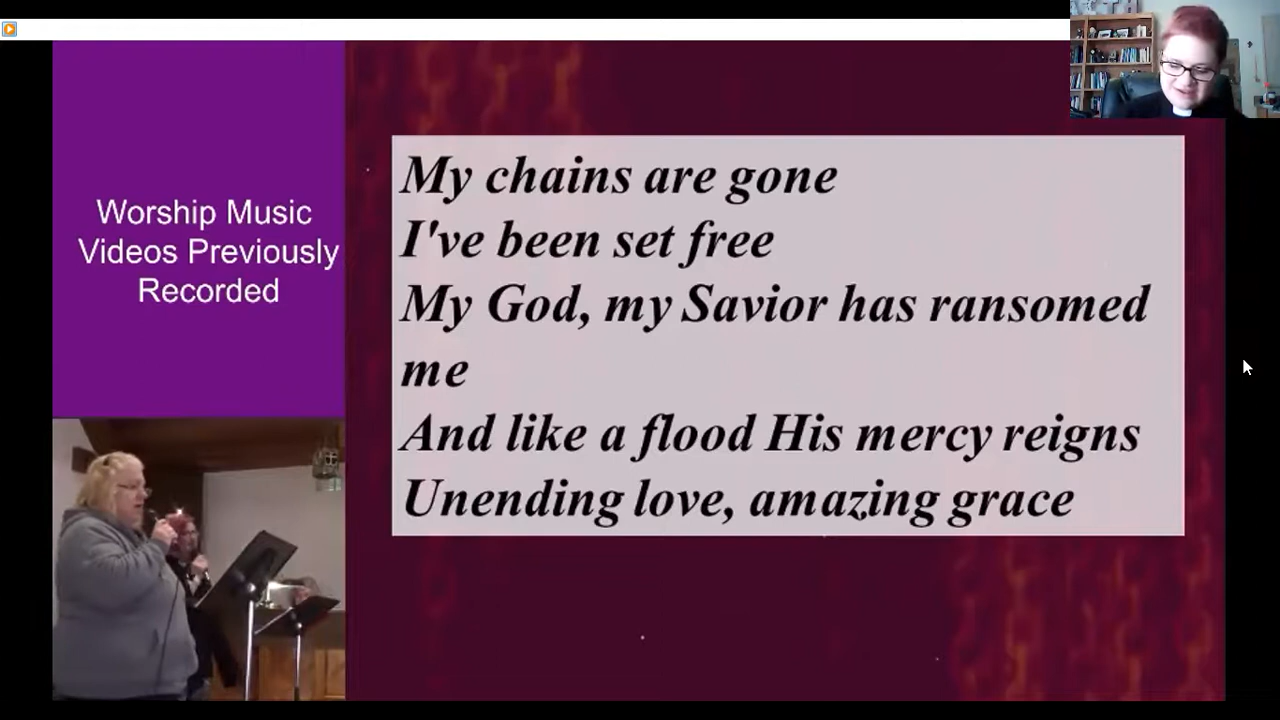 Worship Music
Videos Previously
Recorded
My chains are gone
I've been set free
My God, my Savior has ransomed
me
And like a flood His mercy reigns
Unending love, amazing grace